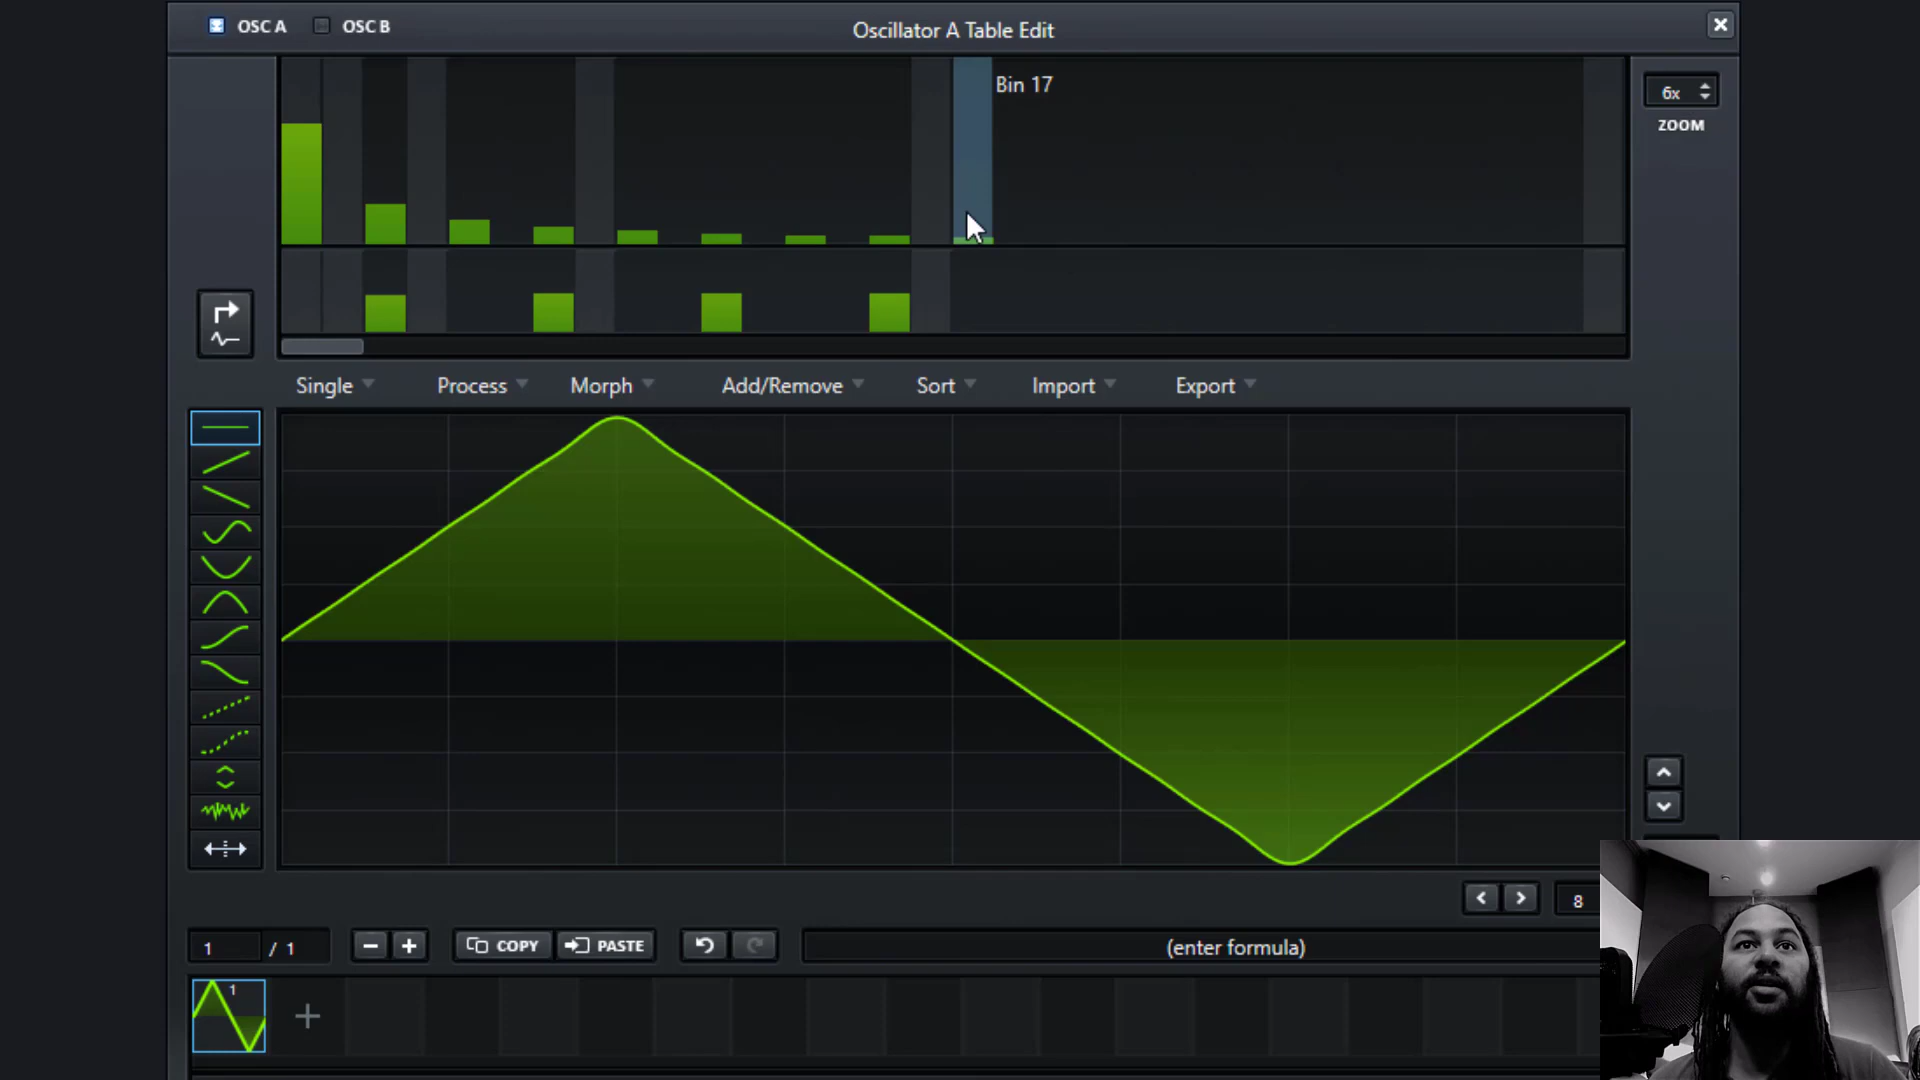 OSC A
OSC B
Oscillator A Table Edit
Bin 17
6x
ZOOM
Single
Process
Morph
Add/Remove
Sort
Import
Export
8
1 / 1
COPY
PASTE
(enter formula)
1